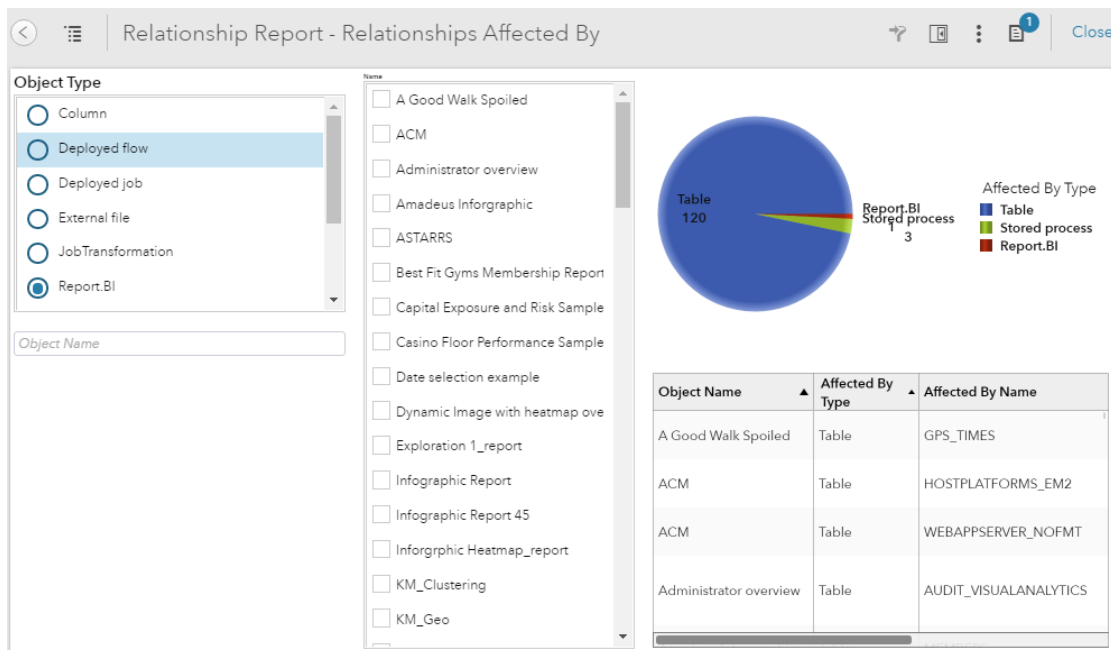 Relationship Report - Relationships Affected By
1
Close
Object Type
Column
Deployed flow
Deployed job
External file
JobTransformation
Report.BI
Object Name
Name
A Good Walk Spoiled
ACM
Administrator overview
Amadeus Inforgraphic
ASTARRS
Best Fit Gyms Membership Report
Capital Exposure and Risk Sample
Casino Floor Performance Sample
Date selection example
Dynamic Image with heatmap ove
Exploration 1_report
Infographic Report
Infographic Report 45
Inforgrphic Heatmap_report
KM_Clustering
KM_Geo
Table
120
Report.BI
1
Stored process
3
Affected By Type
Table
Stored process
Report.BI
Object Name Affected By Type Affected By Name
A Good Walk Spoiled Table GPS_TIMES
ACM Table HOSTPLATFORMS_EM2
ACM Table WEBAPPSERVER_NOFMT
Administrator overview Table AUDIT_VISUALANALYTICS